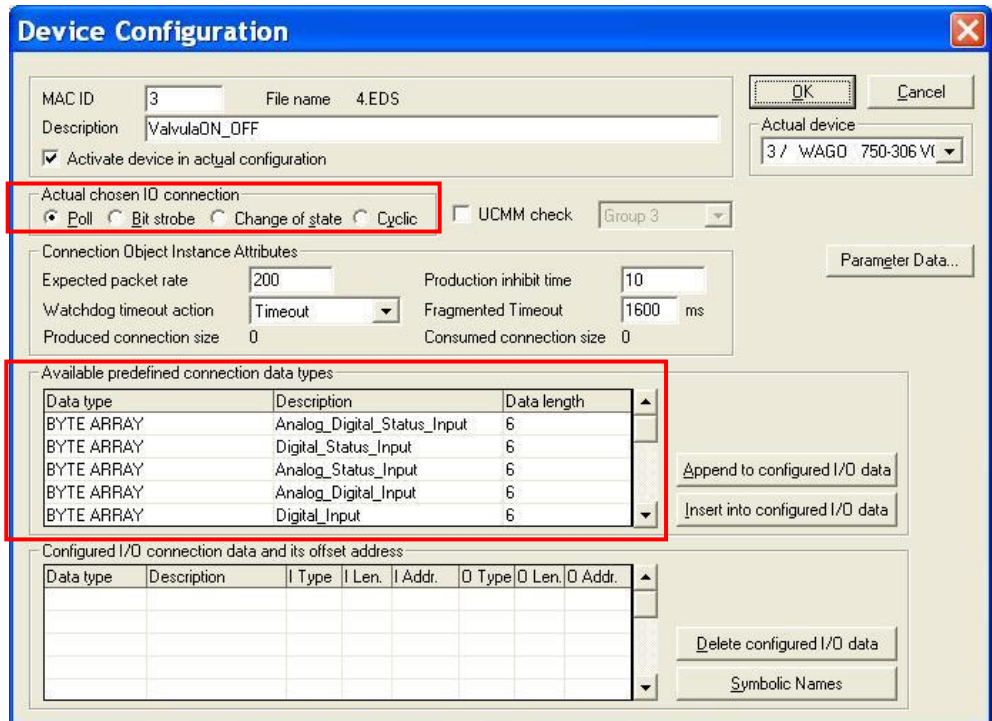 Device Configuration
MAC ID 3 File name 4.EDS
OK Cancel
Description ValvulaON_OFF
Actual device
Activate device in actual configuration
3 / WAGO 750-306 V(
Actual chosen IO connection
Poll Bit strobe Change of state Cyclic UCMM check Group 3
Connection Object Instance Attributes
Parameter Data...
Expected packet rate 200 Production inhibit time 10
Watchdog timeout action Timeout Fragmented Timeout 1600 ms
Produced connection size 0 Consumed connection size 0
Available predefined connection data types
Data type Description Data length
BYTE ARRAY Analog_Digital_Status_Input 6
BYTE ARRAY Digital_Status_Input 6
BYTE ARRAY Analog_Status_Input 6
BYTE ARRAY Analog_Digital_Input 6
BYTE ARRAY Digital_Input 6
Append to configured I/O data
Insert into configured I/O data
Configured I/O connection data and its offset address
Data type Description I Type I Len. I Addr. O Type O Len. O Addr.
Delete configured I/O data
Symbolic Names